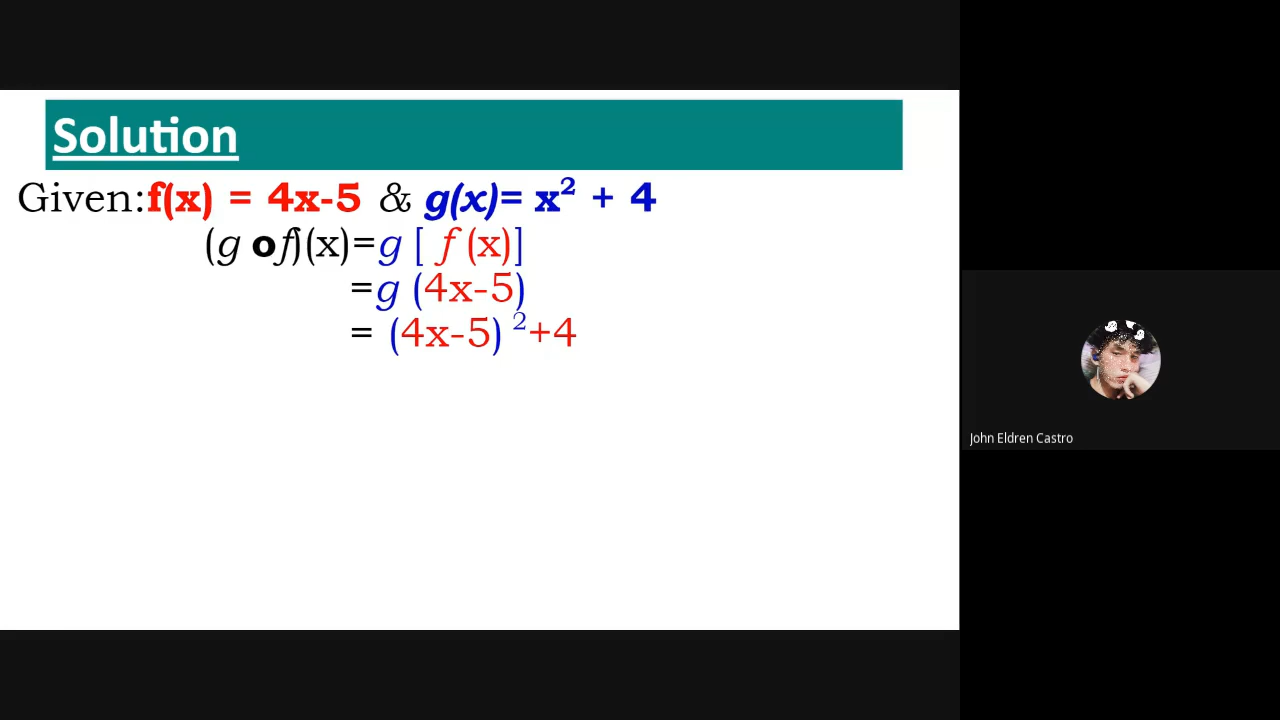 Solution
Given:f(x) = 4x-5 & g(x)= x² + 4
(g o f)(x)=g [ f (x)]
=g (4x-5)
= (4x-5) ²+4
John Eldren Castro